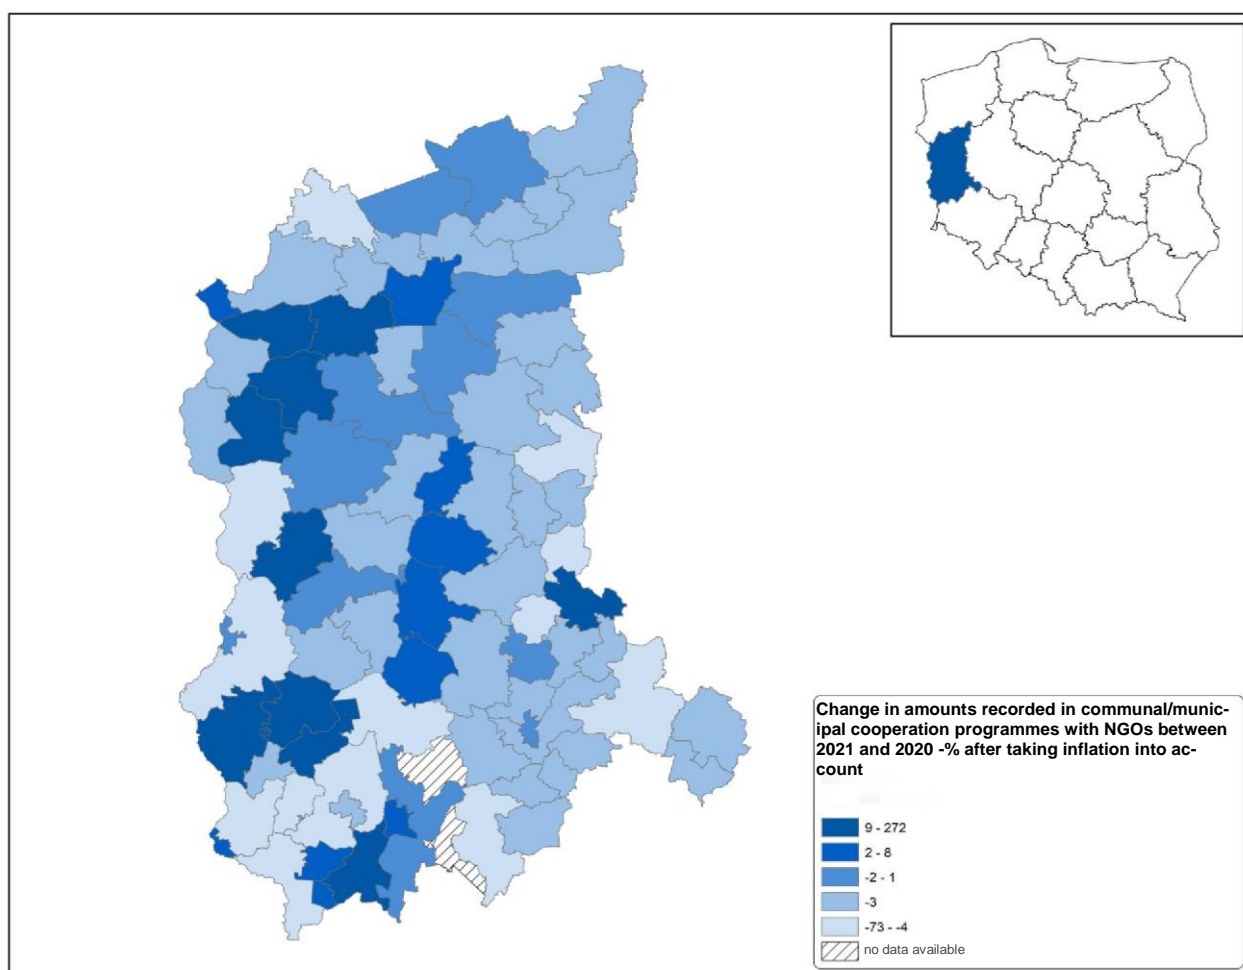 Change in amounts recorded in communal/munic-
ipal cooperation programmes with NGOs between
2021 and 2020 -% after taking inflation into ac-
count
9 - 272
2 - 8
-2 - 1
-3
-73 - -4
no data available